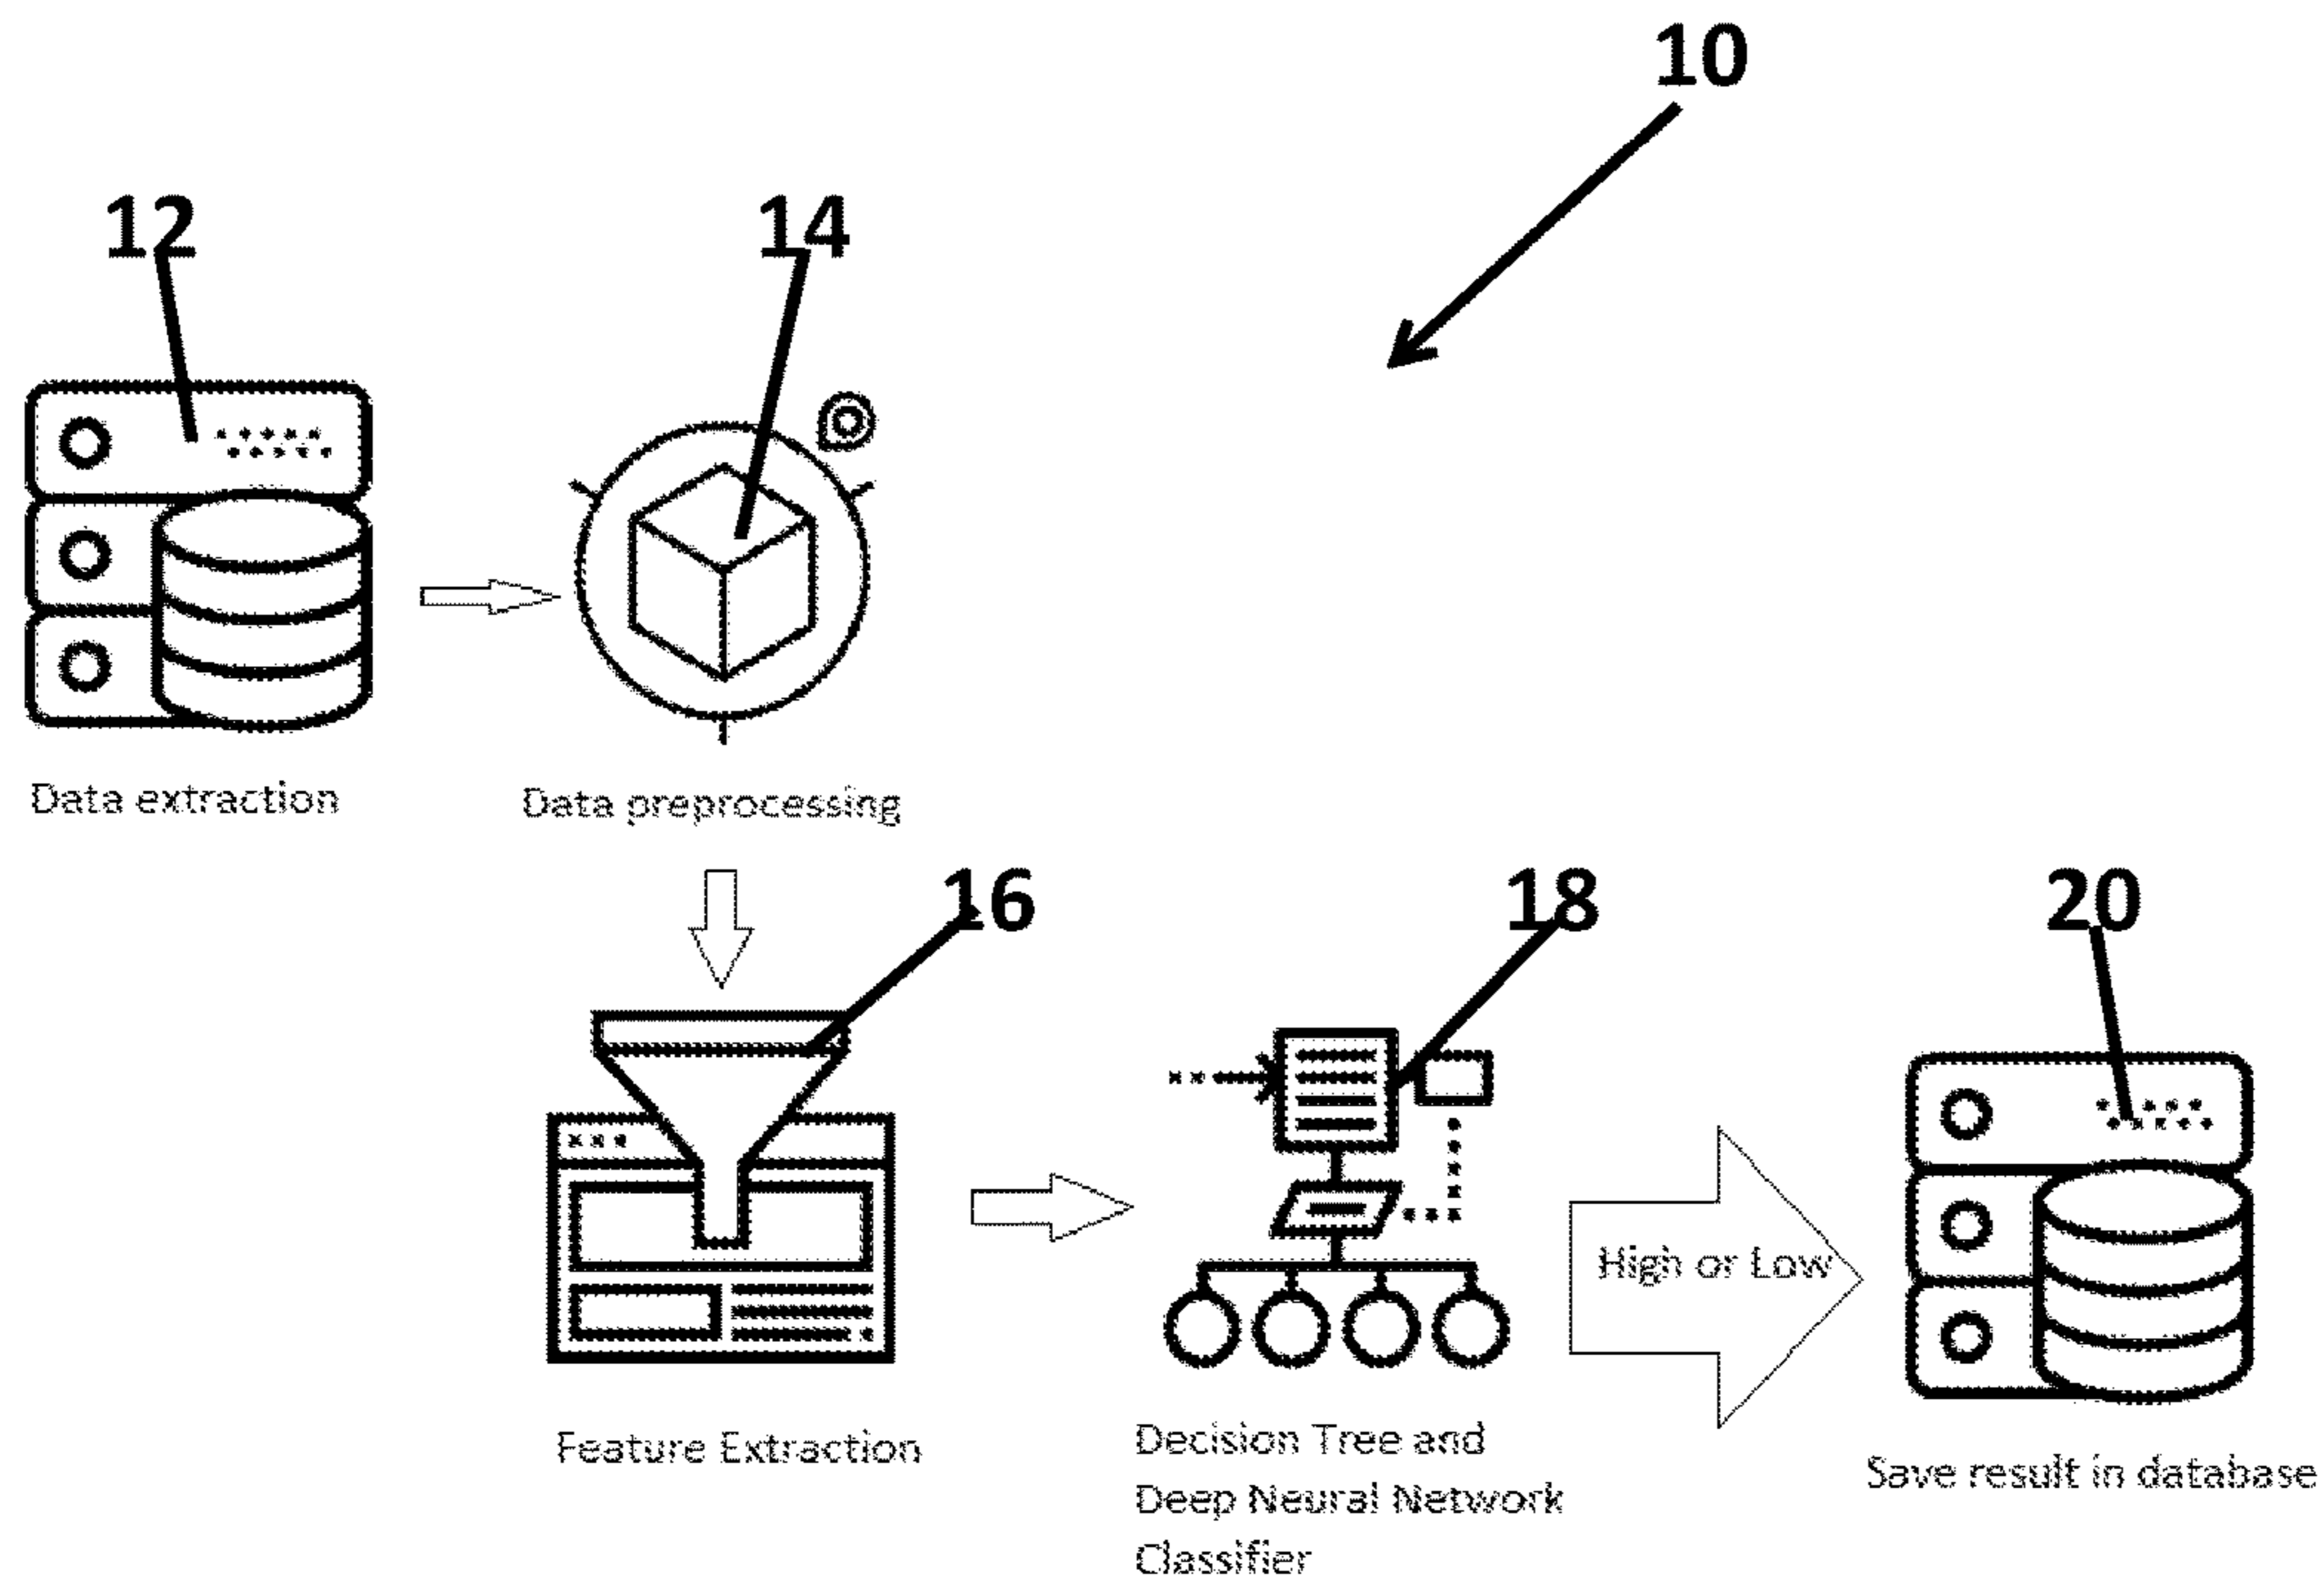 10
12
14
Data extraction
Data preprocessing
16
18
20
High or Low
Feature Extraction
Decision Tree and
Deep Neural Network
Classifier
Save result in database